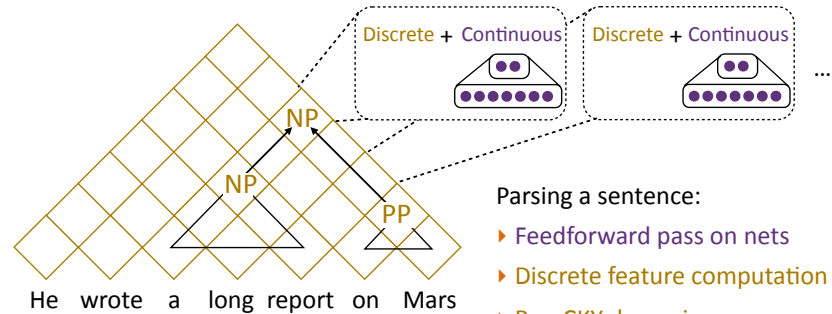 Discrete + Continuous
Discrete + Continuous
...
NP
NP
PP
Parsing a sentence:
▸ Feedforward pass on nets
▸ Discrete feature computation
He wrote a long report on Mars